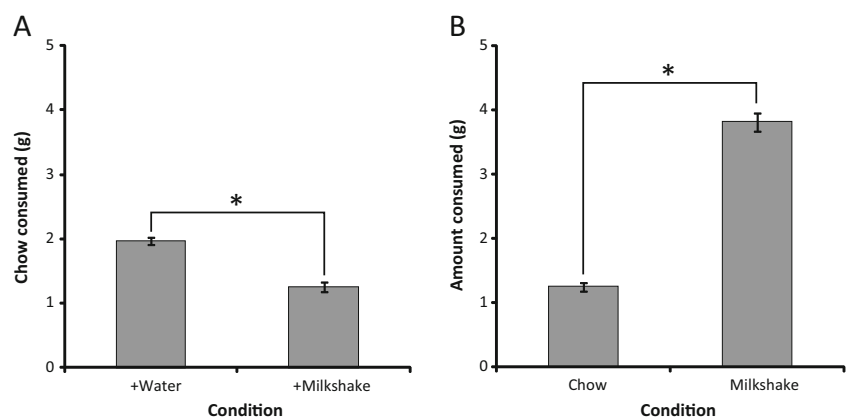 A
5
4
3
2
1
0
Chow consumed (g)
*
+Water
+Milkshake
Condition
B
5
4
3
2
1
0
Amount consumed (g)
*
Chow
Milkshake
Condition